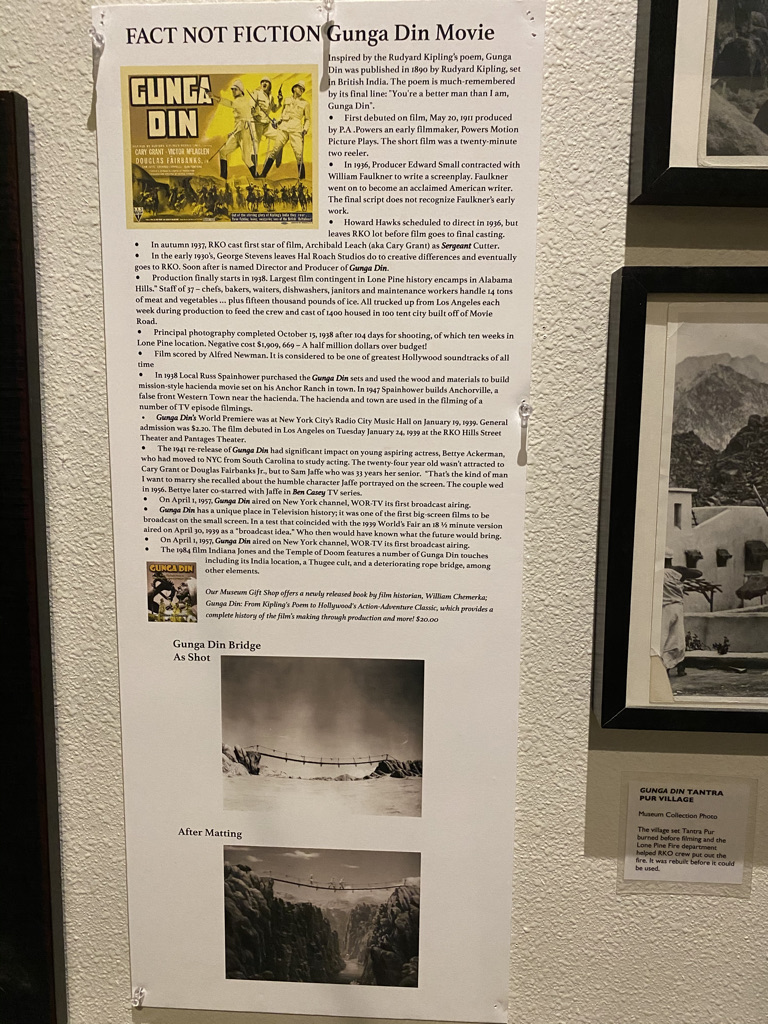 FACT NOT FICTION Gunga Din Movie
GUNGA
DIN
CARY GRANT • VICTOR McLAGLEN
DOUGLAS FAIRBANKS, JR.
Inspired by the Rudyard Kipling's poem, Gunga
Din was published in 1890 by Rudyard Kipling, set
in British India. The poem is much-remembered
by its final line: "You're a better man than I am,
Gunga Din".
• First debuted on film, May 20, 1911 produced
by P.A .Powers an early filmmaker, Powers Motion
Picture Plays. The short film was a twenty-minute
two reeler.
• In 1936, Producer Edward Small contracted with
William Faulkner to write a screenplay. Faulkner
went on to become an acclaimed American writer.
The final script does not recognize Faulkner's early
work.
• Howard Hawks scheduled to direct in 1936, but
leaves RKO lot before film goes to final casting.
• In autumn 1937, RKO cast first star of film, Archibald Leach (aka Cary Grant) as Sergeant Cutter.
• In the early 1930's, George Stevens leaves Hal Roach Studios do to creative differences and eventually
goes to RKO. Soon after is named Director and Producer of Gunga Din.
• Production finally starts in 1938. Largest film contingent in Lone Pine history encamps in Alabama
Hills." Staff of 37 – chefs, bakers, waiters, dishwashers, janitors and maintenance workers handle 14 tons
of meat and vegetables ... plus fifteen thousand pounds of ice. All trucked up from Los Angeles each
week during production to feed the crew and cast of 1400 housed in 100 tent city built off of Movie
Road.
• Principal photography completed October 15, 1938 after 104 days for shooting, of which ten weeks in
Lone Pine location. Negative cost $1,909, 669 – A half million dollars over budget!
• Film scored by Alfred Newman. It is considered to be one of greatest Hollywood soundtracks of all
time
• In 1938 Local Russ Spainhower purchased the Gunga Din sets and used the wood and materials to build
mission-style hacienda movie set on his Anchor Ranch in town. In 1947 Spainhower builds Anchorville, a
false front Western Town near the hacienda. The hacienda and town are used in the filming of a
number of TV episode filmings.
• Gunga Din's World Premiere was at New York City's Radio City Music Hall on January 19, 1939. General
admission was $2.20. The film debuted in Los Angeles on Tuesday January 24, 1939 at the RKO Hills Street
Theater and Pantages Theater.
• The 1941 re-release of Gunga Din had significant impact on young aspiring actress, Bettye Ackerman,
who had moved to NYC from South Carolina to study acting. The twenty-four year old wasn't attracted to
Cary Grant or Douglas Fairbanks Jr., but to Sam Jaffe who was 33 years her senior. "That's the kind of man
I want to marry she recalled about the humble character Jaffe portrayed on the screen. The couple wed
in 1956. Bettye later co-starred with Jaffe in Ben Casey TV series.
• On April 1, 1957, Gunga Din aired on New York channel, WOR-TV its first broadcast airing.
• Gunga Din has a unique place in Television history; it was one of the first big-screen films to be
broadcast on the small screen. In a test that coincided with the 1939 World's Fair an 18 ½ minute version
aired on April 30, 1939 as a "broadcast idea." Who then would have known what the future would bring.
• On April 1, 1957, Gunga Din aired on New York channel, WOR-TV its first broadcast airing.
• The 1984 film Indiana Jones and the Temple of Doom features a number of Gunga Din touches
including its India location, a Thugee cult, and a deteriorating rope bridge, among
other elements.
GUNGA DIN
Our Museum Gift Shop offers a newly released book by film historian, William Chemerka;
Gunga Din: From Kipling's Poem to Hollywood's Action-Adventure Classic, which provides a
complete history of the film's making through production and more! $20.00
Gunga Din Bridge
As Shot
After Matting
GUNGA DIN TANTRA
PUR VILLAGE
Museum Collection Photo
The village set Tantra Pur
burned before filming and the
Lone Pine Fire department
helped RKO crew put out the
fire. It was rebuilt before it could
be used.